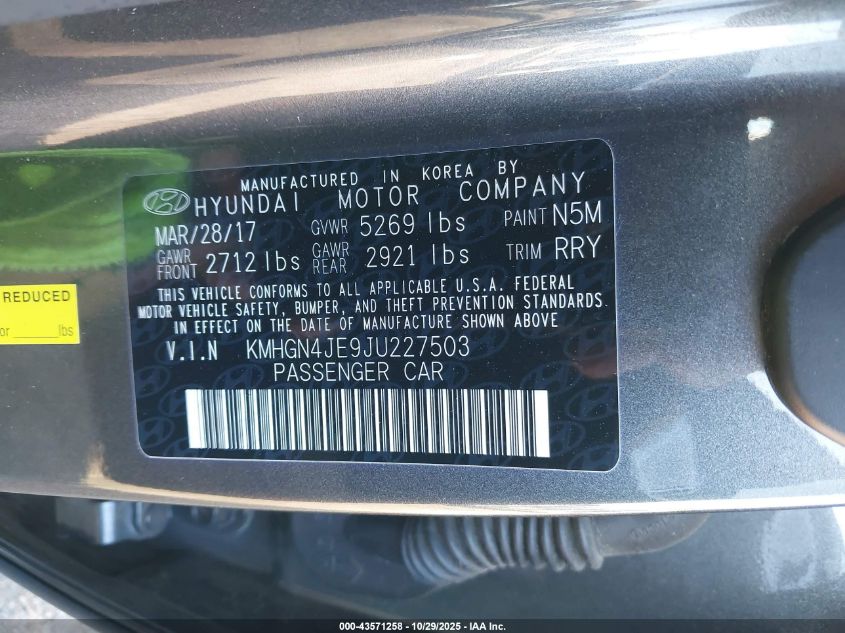 MANUFACTURED IN KOREA BY
HYUNDAI MOTOR COMPANY
MAR/28/17 GVWR 5269 lbs PAINT N5M
GAWR FRONT 2712 lbs GAWR REAR 2921 lbs TRIM RRY
THIS VEHICLE CONFORMS TO ALL APPLICABLE U.S.A. FEDERAL
MOTOR VEHICLE SAFETY, BUMPER, AND THEFT PREVENTION STANDARDS
IN EFFECT ON THE DATE OF MANUFACTURE SHOWN ABOVE
V.I.N KMHGN4JE9JU227503
PASSENGER CAR
REDUCED
or ____lbs
000-43571258 - 10/29/2025 - IAA Inc.